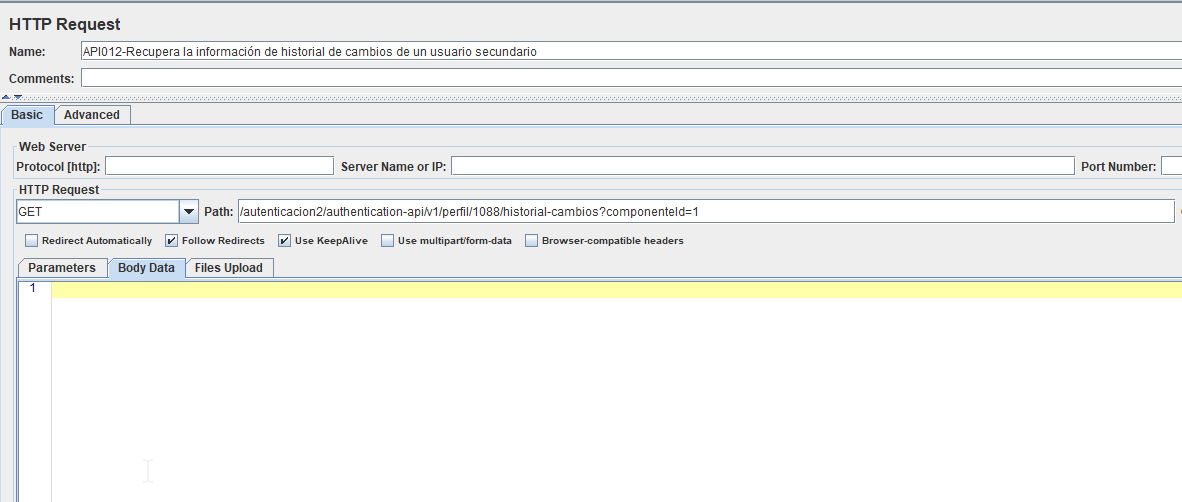 HTTP Request
Name: API012-Recupera la información de historial de cambios de un usuario secundario
Comments:
Basic Advanced
Web Server
Protocol [http]: Server Name or IP: Port Number:
HTTP Request
GET Path: /autenticacion2/authentication-api/v1/perfil/1088/historial-cambios?componenteId=1
Redirect Automatically Follow Redirects Use KeepAlive Use multipart/form-data Browser-compatible headers
Parameters Body Data Files Upload
1